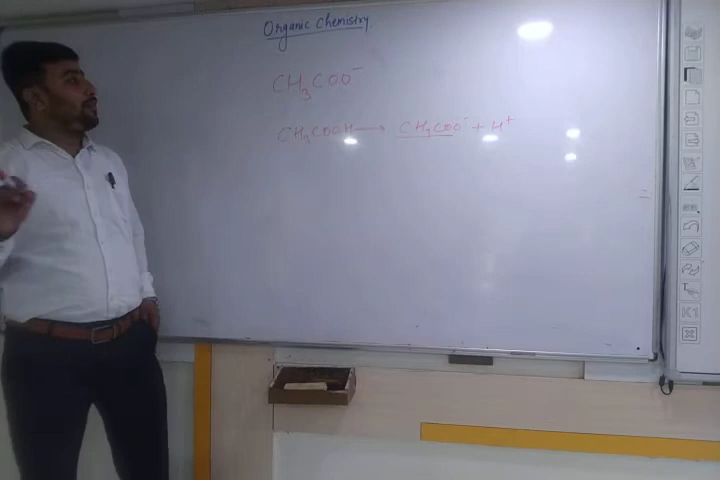 Organic Chemistry.
CH₃COO⁻
CH₃COOH → CH₃COO⁻ + H⁺